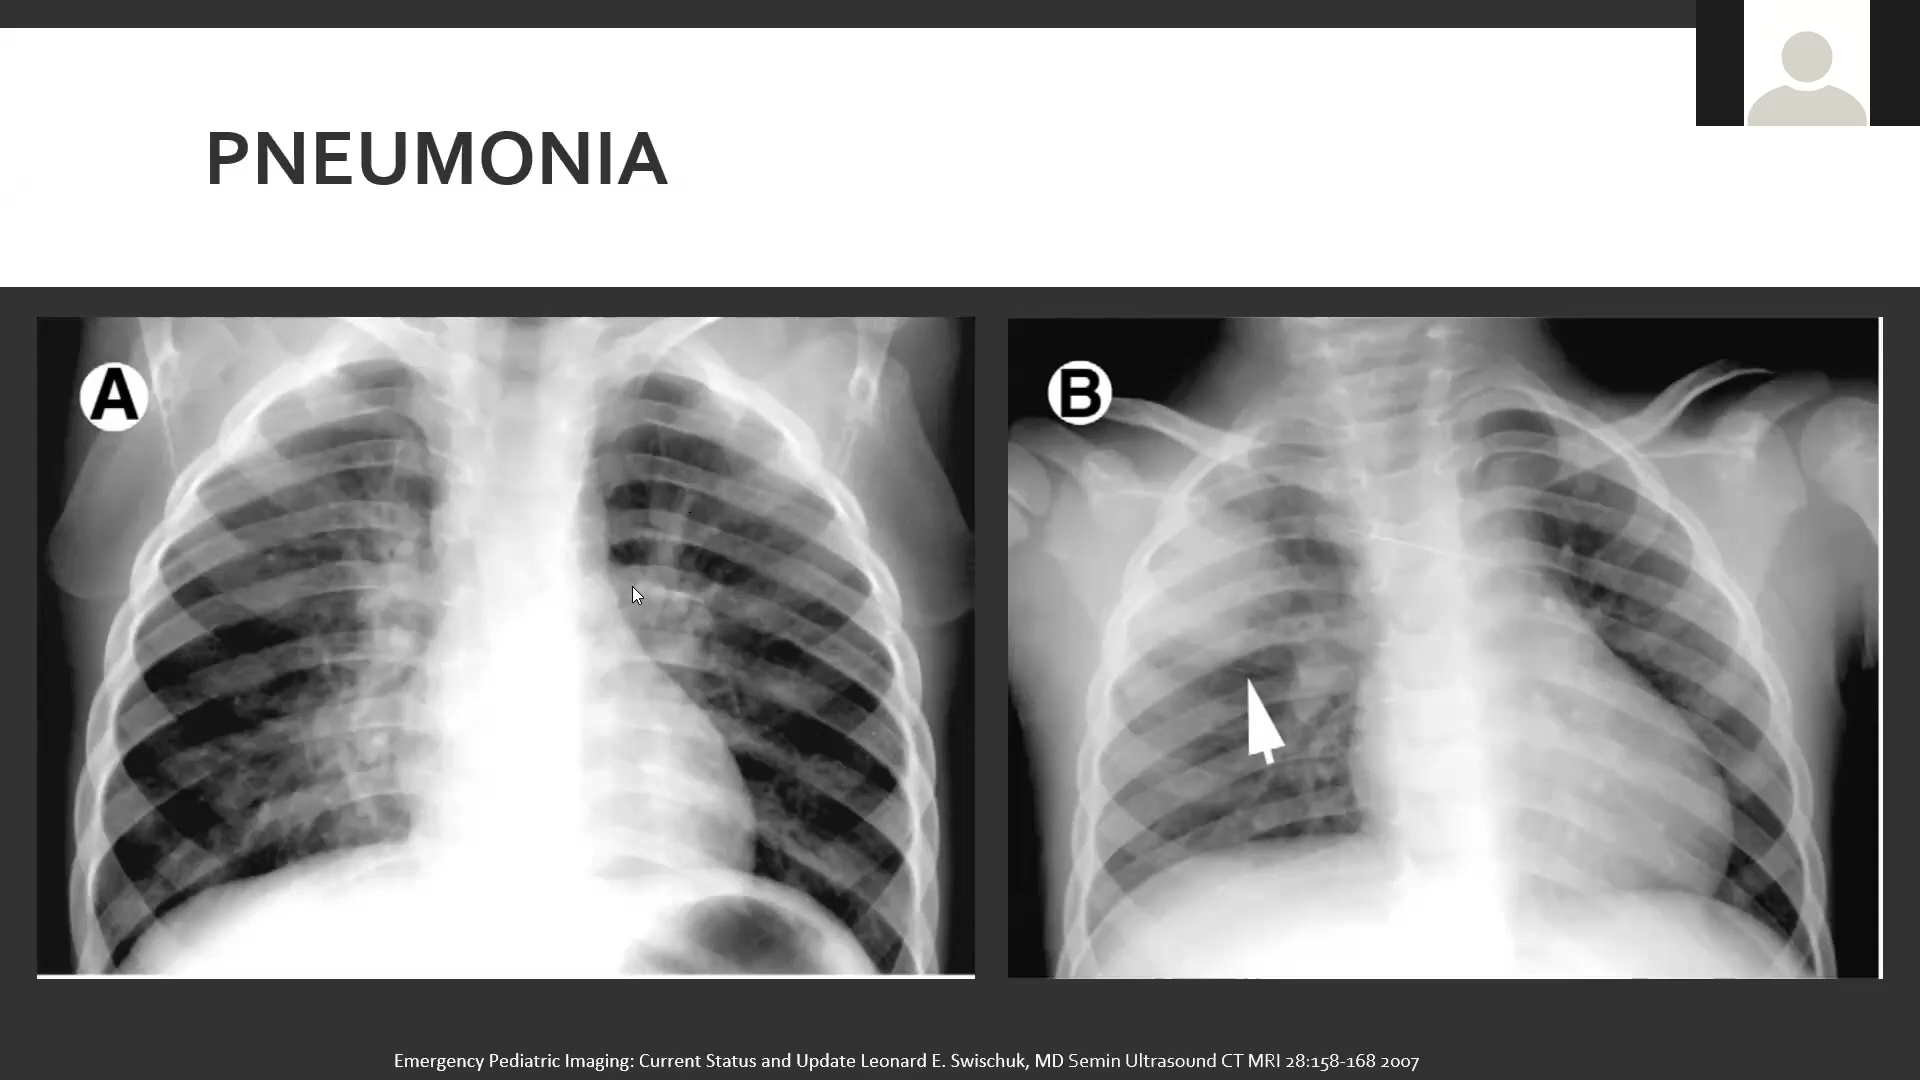 PNEUMONIA
A
B
Emergency Pediatric Imaging: Current Status and Update Leonard E. Swischuk, MD Semin Ultrasound CT MRI 28:158-168 2007